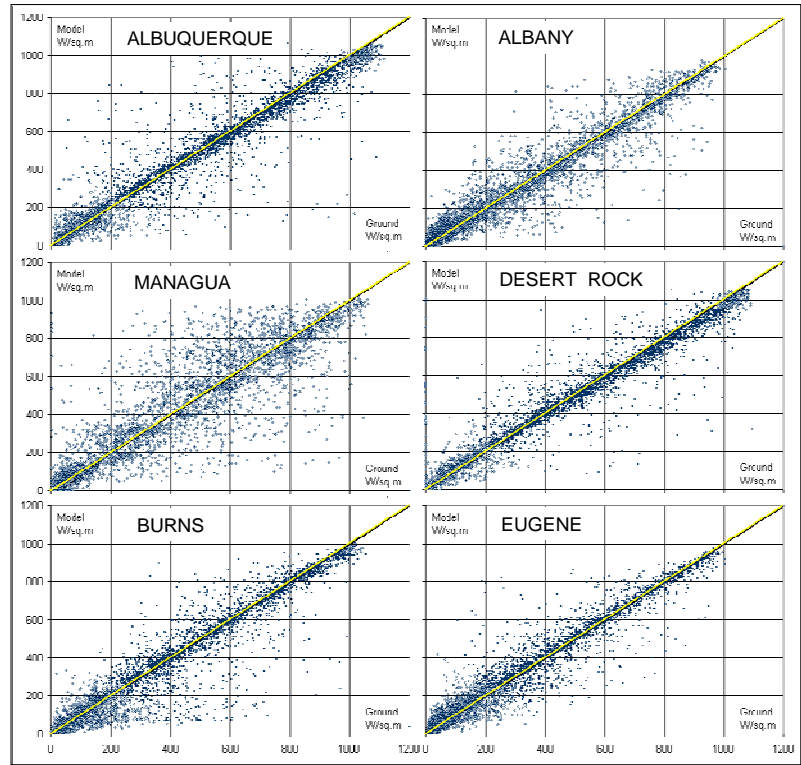 1200
Model
W/sq.m
ALBUQUERQUE
1000
800
600
400
200
0
Ground
W/sq.m
Model
W/sq.m
ALBANY
Ground
W/sq.m
1200
Model
W/sq.m
MANAGUA
1000
800
600
400
200
0
Ground
W/sq.m
Model
W/sq.m
DESERT ROCK
Ground
W/sq.m
1200
Model
W/sq.m
BURNS
1000
800
600
400
200
0
Ground
W/sq.m
0 200 400 600 800 1000
Model
W/sq.m
EUGENE
Ground
W/sq.m
0 200 400 600 800 1000 1200